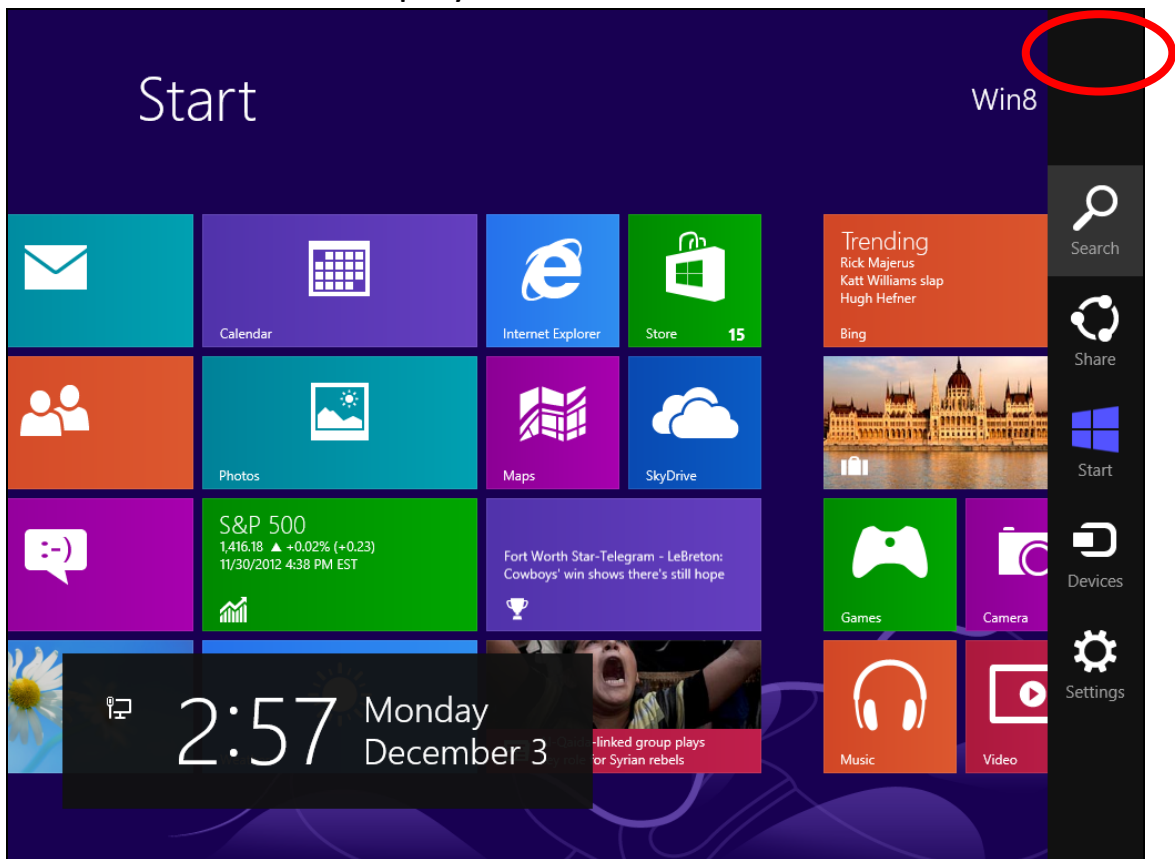 Start
Win8
Search
Share
Start
Devices
Settings
Calendar
Internet Explorer
Store 15
Trending
Rick Majerus
Katt Williams slap
Hugh Hefner
Bing
Photos
Maps
SkyDrive
S&P 500
1,416.18 ▲ +0.02% (+0.23)
11/30/2012 4:38 PM EST
Fort Worth Star-Telegram - LeBreton:
Cowboys' win shows there's still hope
Games
Camera
:-)
2:57
Monday
December 3
-linked group plays
for Syrian rebels
Music
Video